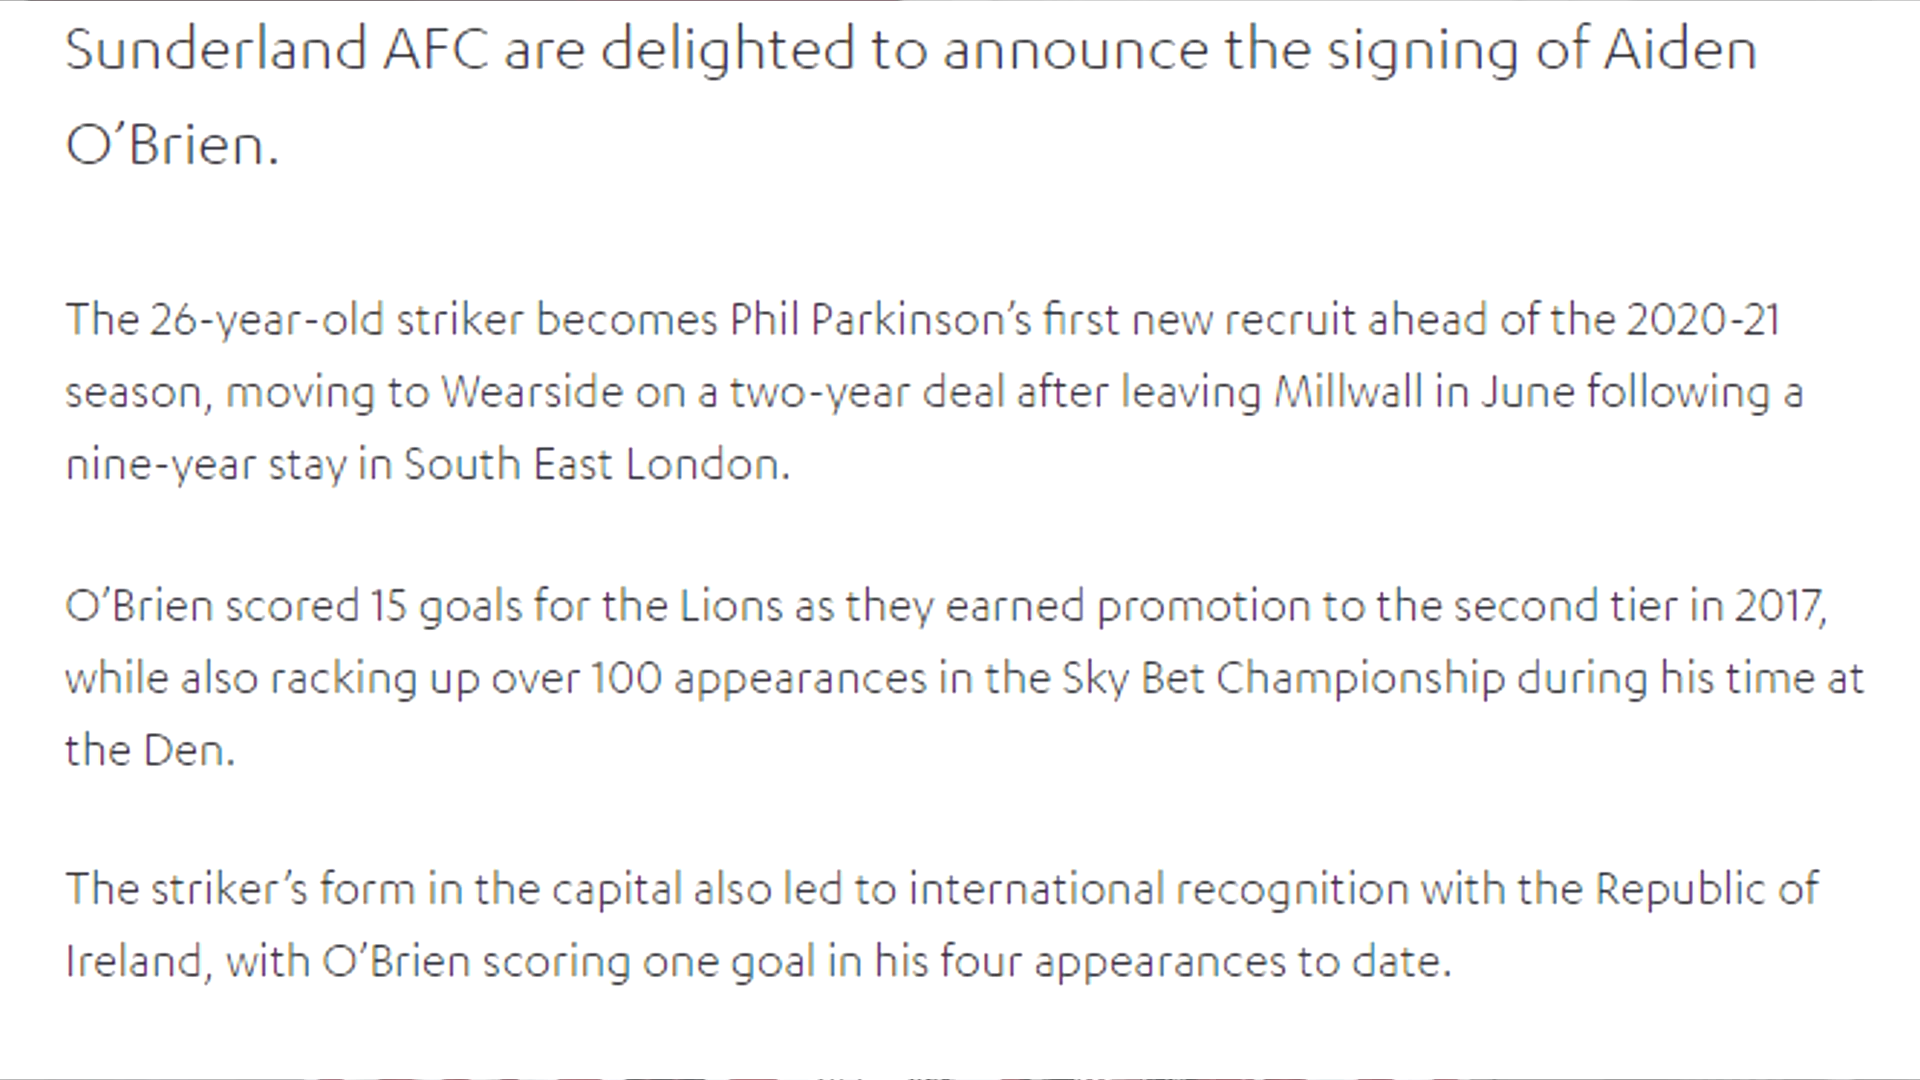 Sunderland AFC are delighted to announce the signing of Aiden
O’Brien.
The 26-year-old striker becomes Phil Parkinson’s first new recruit ahead of the 2020-21
season, moving to Wearside on a two-year deal after leaving Millwall in June following a
nine-year stay in South East London.
O’Brien scored 15 goals for the Lions as they earned promotion to the second tier in 2017,
while also racking up over 100 appearances in the Sky Bet Championship during his time at
the Den.
The striker’s form in the capital also led to international recognition with the Republic of
Ireland, with O’Brien scoring one goal in his four appearances to date.